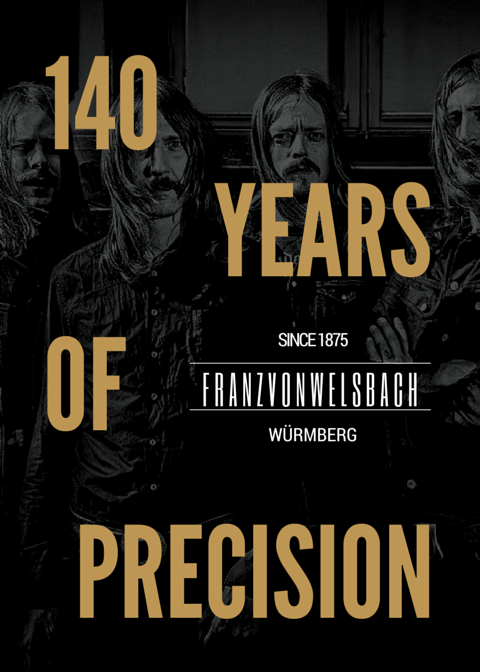 140
YEARS
OF
SINCE 1875
FRANZVONWELSBACH
WÜRMBERG
PRECISION